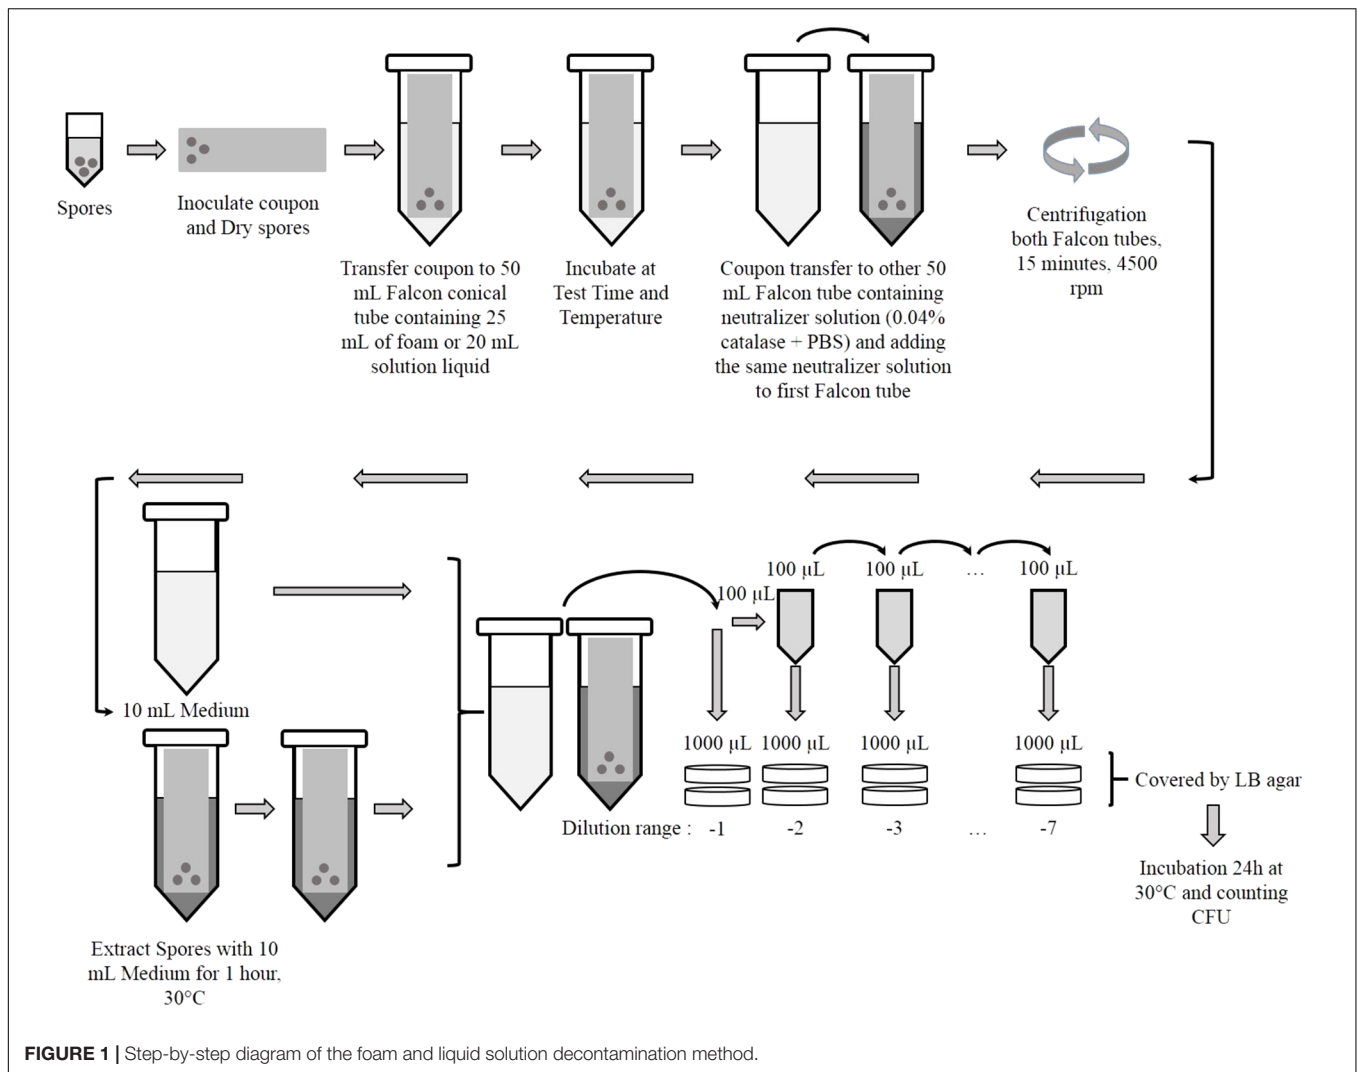 Spores
Inoculate coupon
and Dry spores
Transfer coupon to 50
mL Falcon conical
tube containing 25
mL of foam or 20 mL
solution liquid
Incubate at
Test Time and
Temperature
Coupon transfer to other 50
mL Falcon tube containing
neutralizer solution (0.04%
catalase + PBS) and adding
the same neutralizer solution
to first Falcon tube
Centrifugation
both Falcon tubes,
15 minutes, 4500
rpm
10 mL Medium
Extract Spores with 10
mL Medium for 1 hour,
30°C
100 µL
100 µL 100 µL ... 100 µL
1000 µL 1000 µL 1000 µL 1000 µL
Dilution range : -1 -2 -3 ... -7
Covered by LB agar
Incubation 24h at
30°C and counting
CFU
FIGURE 1 | Step-by-step diagram of the foam and liquid solution decontamination method.